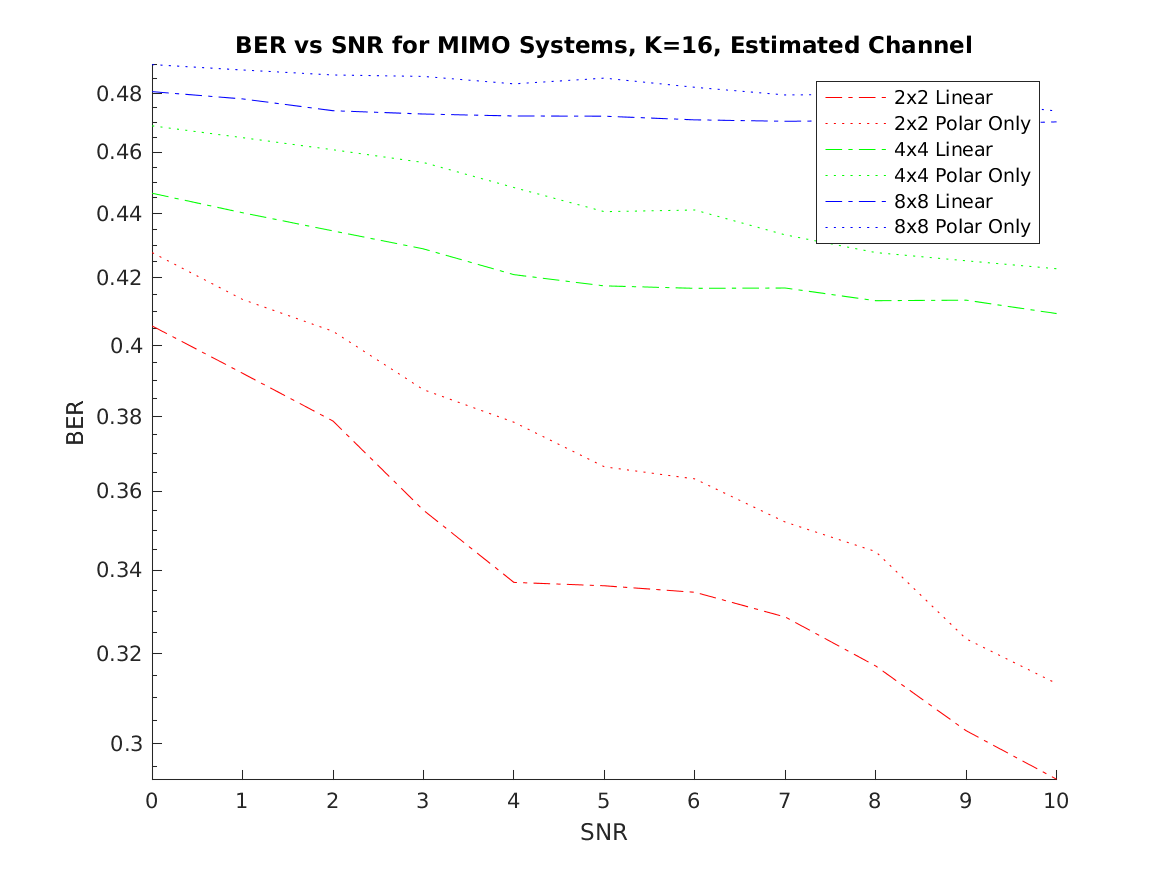 BER vs SNR for MIMO Systems, K=16, Estimated Channel
0.48
0.46
0.44
0.42
0.4
0.38
0.36
0.34
0.32
0.3
BER
2x2 Linear
2x2 Polar Only
4x4 Linear
4x4 Polar Only
8x8 Linear
8x8 Polar Only
0 1 2 3 4 5 6 7 8 9 10
SNR